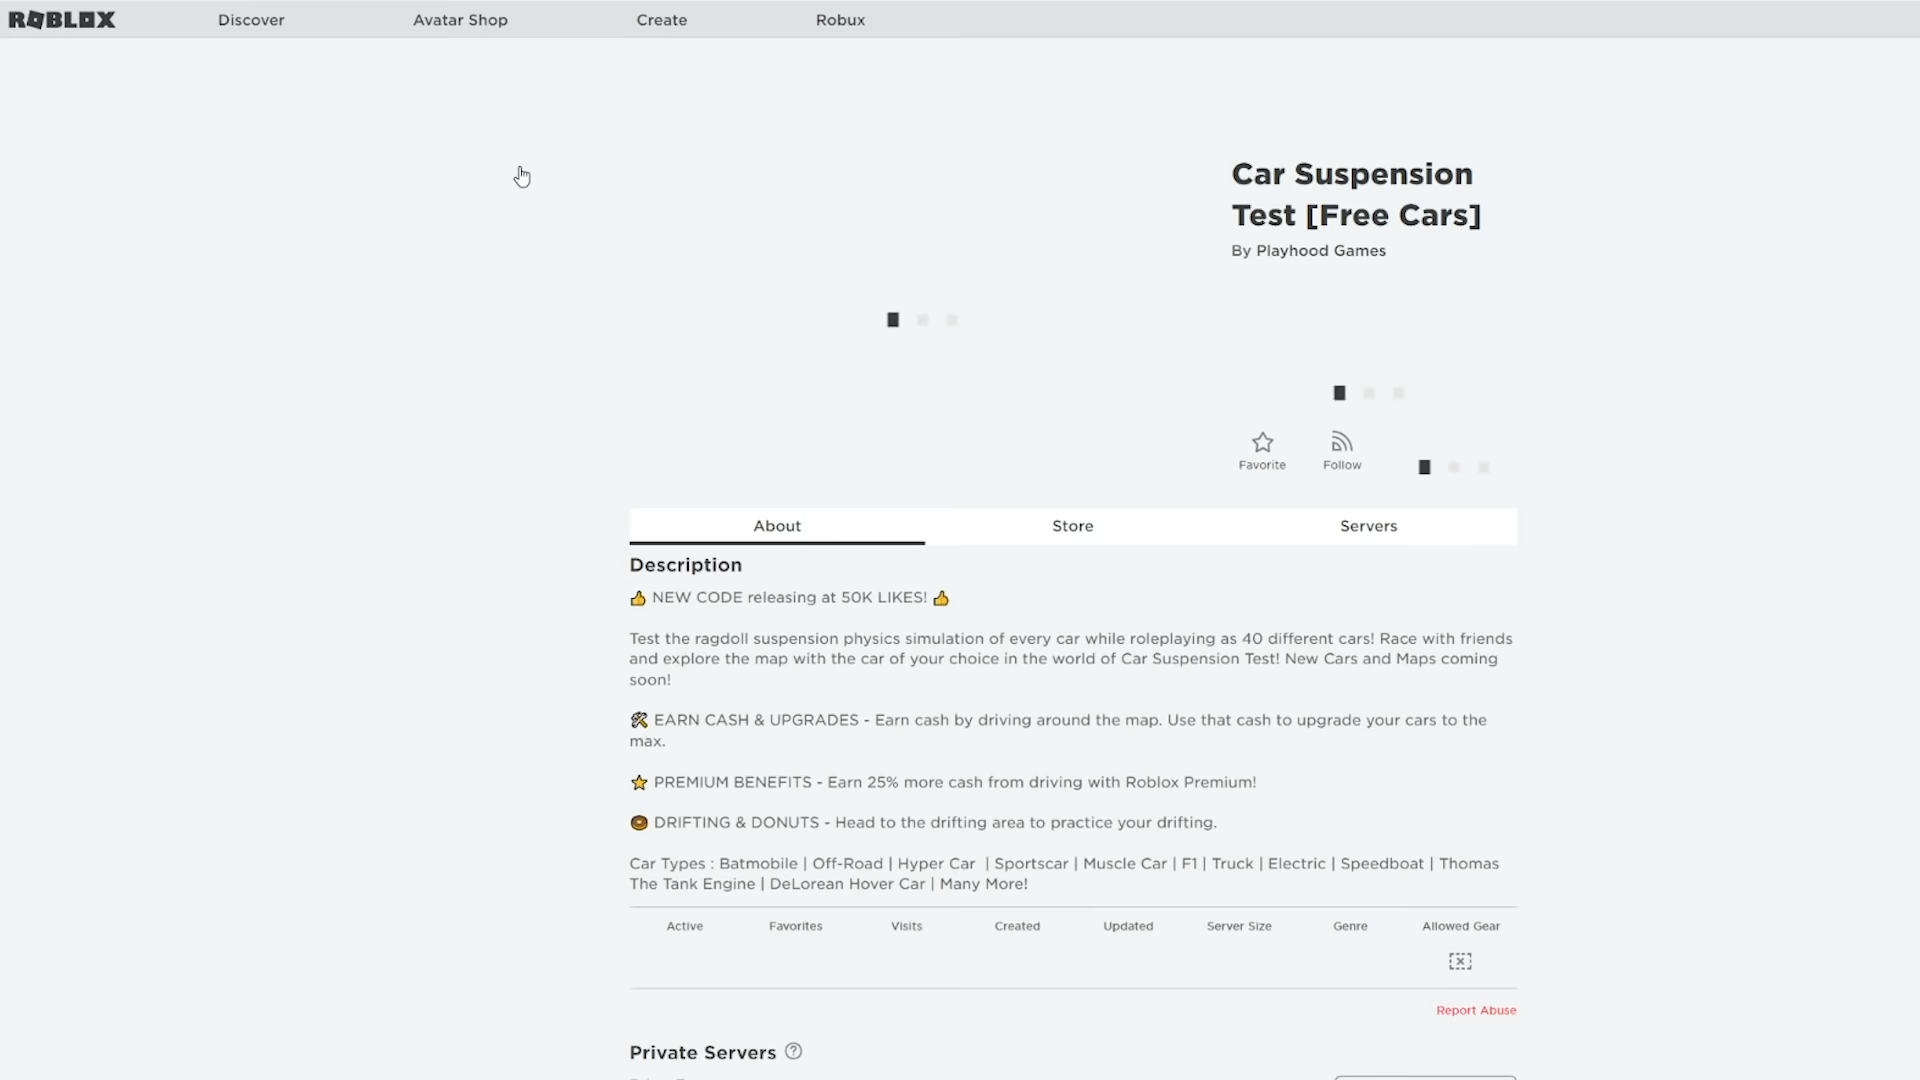 ROBLOX Discover Avatar Shop Create Robux
Car Suspension
Test [Free Cars]
By Playhood Games
Favorite Follow
About Store Servers
Description
👍 NEW CODE releasing at 50K LIKES! 👍
Test the ragdoll suspension physics simulation of every car while roleplaying as 40 different cars! Race with friends
and explore the map with the car of your choice in the world of Car Suspension Test! New Cars and Maps coming
soon!
🛠 EARN CASH & UPGRADES - Earn cash by driving around the map. Use that cash to upgrade your cars to the
max.
⭐ PREMIUM BENEFITS - Earn 25% more cash from driving with Roblox Premium!
🍩 DRIFTING & DONUTS - Head to the drifting area to practice your drifting.
Car Types : Batmobile | Off-Road | Hyper Car | Sportscar | Muscle Car | F1 | Truck | Electric | Speedboat | Thomas
The Tank Engine | DeLorean Hover Car | Many More!
Active Favorites Visits Created Updated Server Size Genre Allowed Gear
Report Abuse
Private Servers